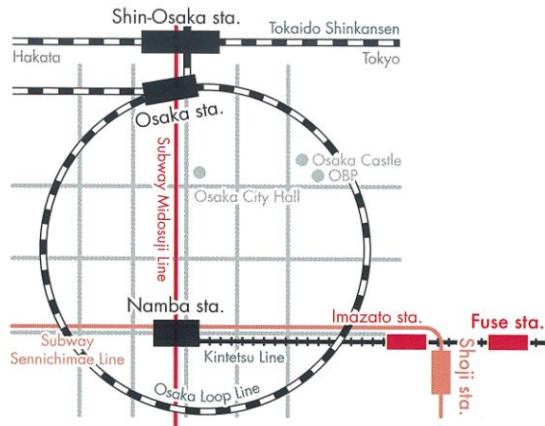 Shin-Osaka sta.
Tokaido Shinkansen
Hakata
Tokyo
Osaka sta.
Subway Midosuji Line
Osaka Castle
OBP
Osaka City Hall
Namba sta.
Imazato sta.
Fuse sta.
Subway
Sennichimae Line
Kintetsu Line
Shoji sta.
Osaka Loop Line